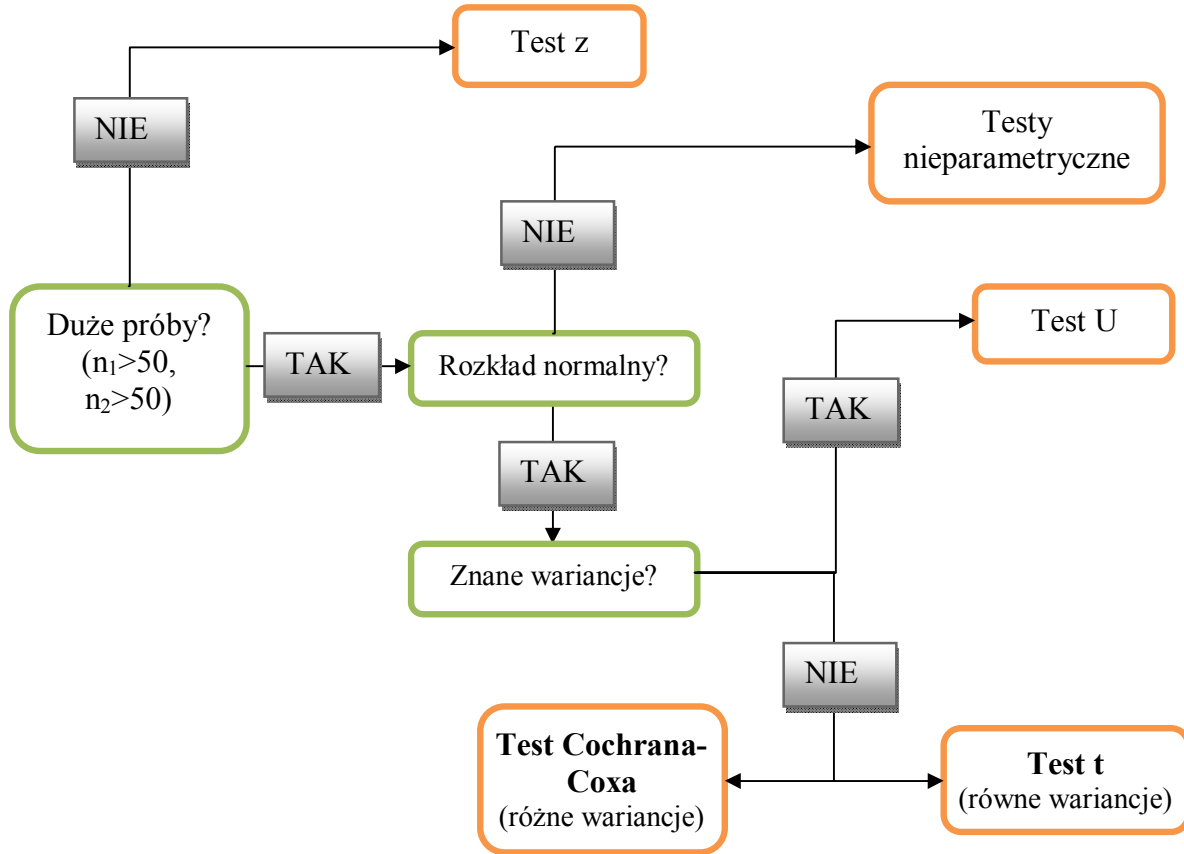 Test z
NIE
Testy
nieparametryczne
NIE
Duże próby?
(n₁>50,
n₂>50)
TAK
Rozkład normalny?
Test U
TAK
TAK
Znane wariancje?
NIE
Test Cochrana-
Coxa
(różne wariancje)
Test t
(równe wariancje)